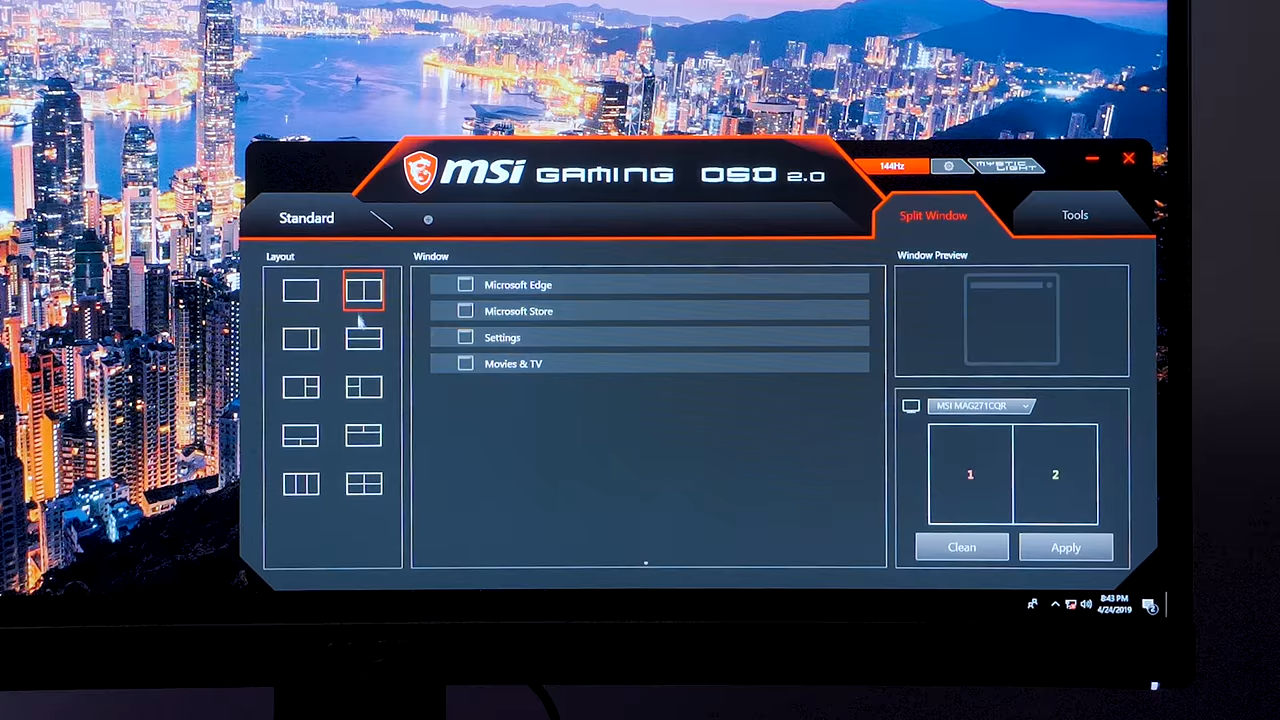 msi GAMING OSD 2.0
144Hz
MYSTIC LIGHT
Standard
Split Window
Tools
Layout
Window
Window Preview
Microsoft Edge
Microsoft Store
Settings
Movies & TV
MSI MAG271CQR
1
2
Clean
Apply
8:43 PM
4/24/2019
2